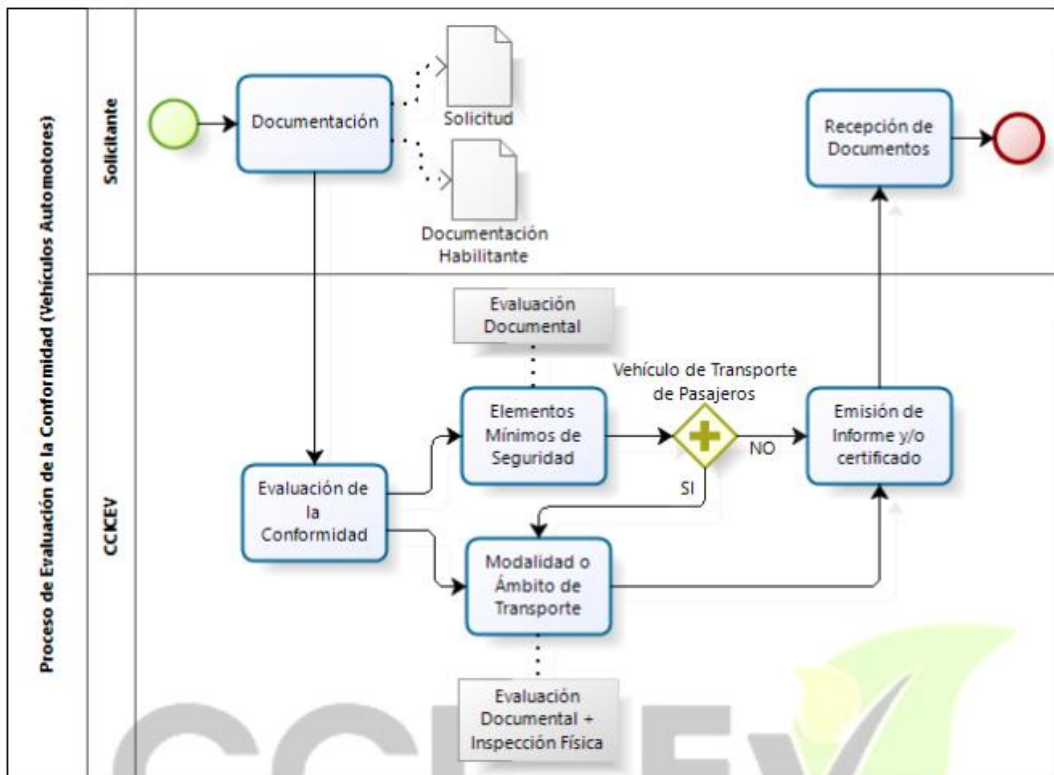 Proceso de Evaluación de la Conformidad (Vehículos Automotores)
Solicitante
Documentación
Solicitud
Documentación
Habilitante
Recepción de
Documentos
CCICEV
Evaluación
Documental
Elementos
Mínimos de
Seguridad
Vehículo de Transporte
de Pasajeros
NO
SI
Emisión de
Informe y/o
certificado
Evaluación de
la
Conformidad
Modalidad o
Ámbito de
Transporte
Evaluación
Documental +
Inspección Física
CCICEV